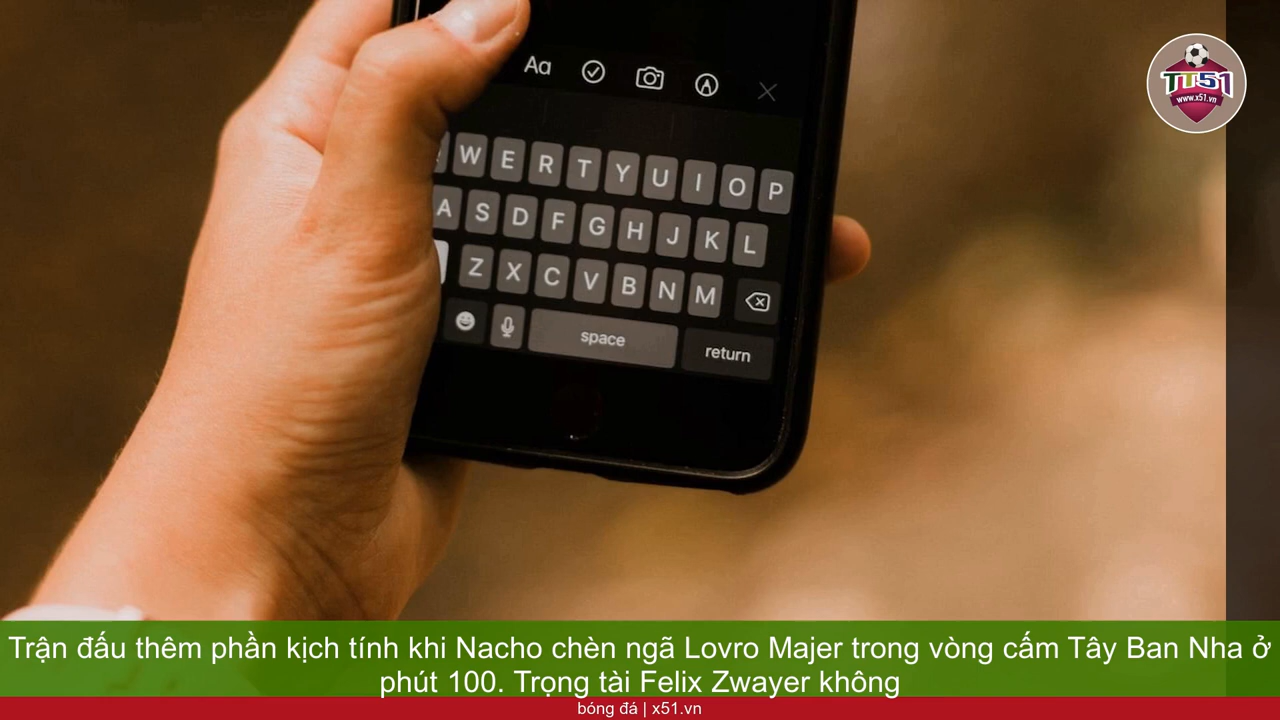 TT51
www.x51.vn
Aa
W E R T Y U I O P
A S D F G H J K L
Z X C V B N M
space
return
Trận đấu thêm phần kịch tính khi Nacho chèn ngã Lovro Majer trong vòng cấm Tây Ban Nha ở
phút 100. Trọng tài Felix Zwayer không
bóng đá | x51.vn